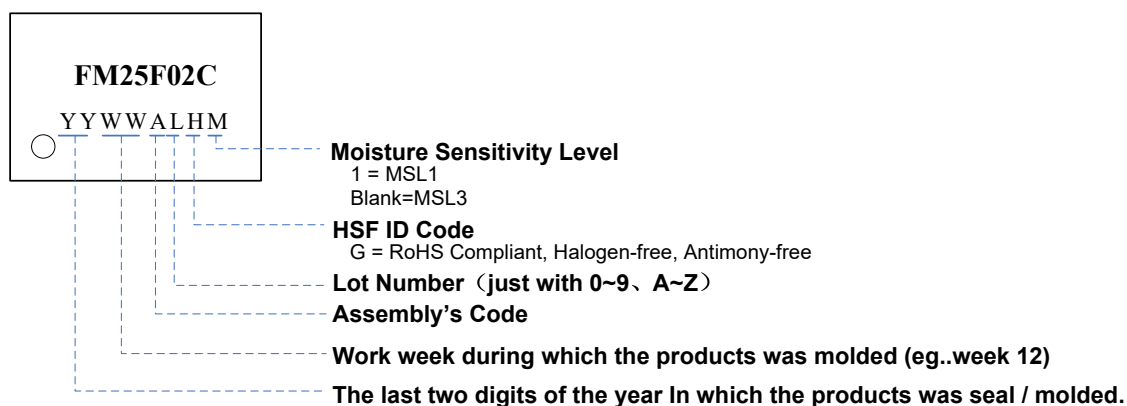 FM25F02C
YYWWALHM
Moisture Sensitivity Level
1 = MSL1
Blank=MSL3
HSF ID Code
G = RoHS Compliant, Halogen-free, Antimony-free
Lot Number（just with 0~9、A~Z）
Assembly's Code
Work week during which the products was molded (eg..week 12)
The last two digits of the year In which the products was seal / molded.